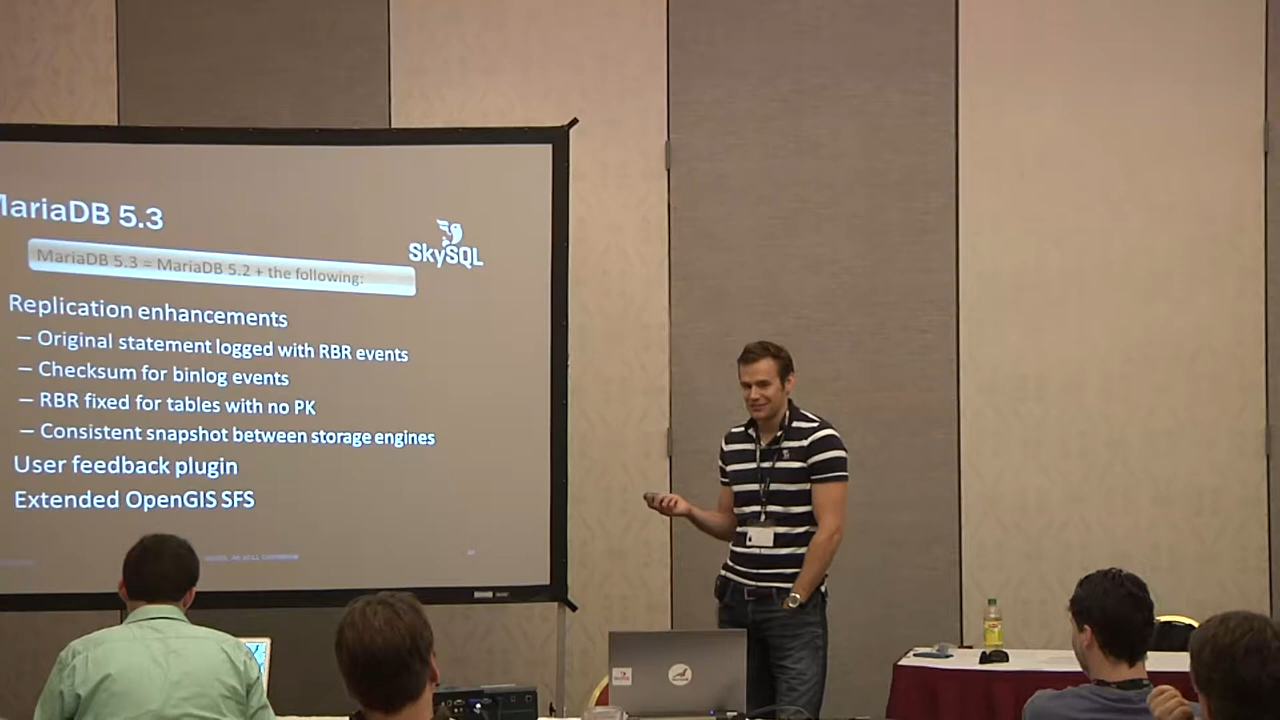 MariaDB 5.3
SkySQL
MariaDB 5.3 = MariaDB 5.2 + the following:
Replication enhancements
– Original statement logged with RBR events
– Checksum for binlog events
– RBR fixed for tables with no PK
– Consistent snapshot between storage engines
User feedback plugin
Extended OpenGIS SFS